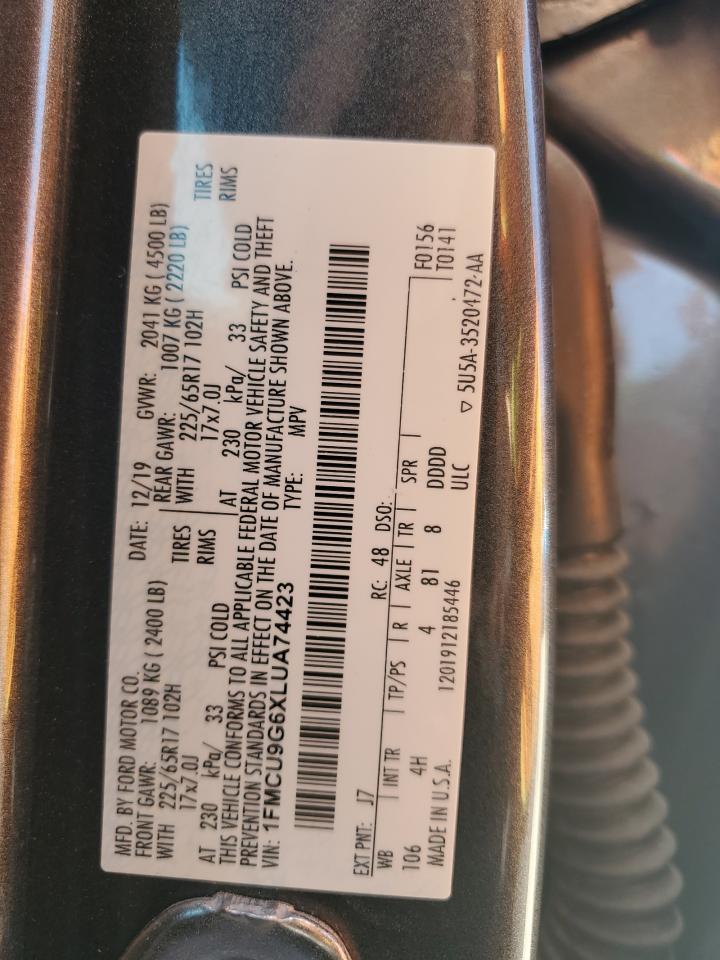 MFD. BY FORD MOTOR CO.
DATE: 12/19 GVWR: 2041 KG ( 4500 LB)
FRONT GAWR: 1089 KG ( 2400 LB) REAR GAWR: 1007 KG ( 2220 LB)
WITH 225/65R17 102H TIRES WITH 225/65R17 102H TIRES
17x7.0J RIMS 17x7.0J RIMS
AT 230 kPa/ 33 PSI COLD AT 230 kPa/ 33 PSI COLD
THIS VEHICLE CONFORMS TO ALL APPLICABLE FEDERAL MOTOR VEHICLE SAFETY AND THEFT
PREVENTION STANDARDS IN EFFECT ON THE DATE OF MANUFACTURE SHOWN ABOVE.
VIN: 1FMCU9G6XLUA74423 TYPE: MPV
EXT PNT: J7 RC: 48 DSO:
WB INT TR TP/PS R AXLE TR SPR F0156
106 4H 4 81 8 DDDD T0141
MADE IN U.S.A. 1201912185446 ULC
▽ 5U5A-3520472-AA